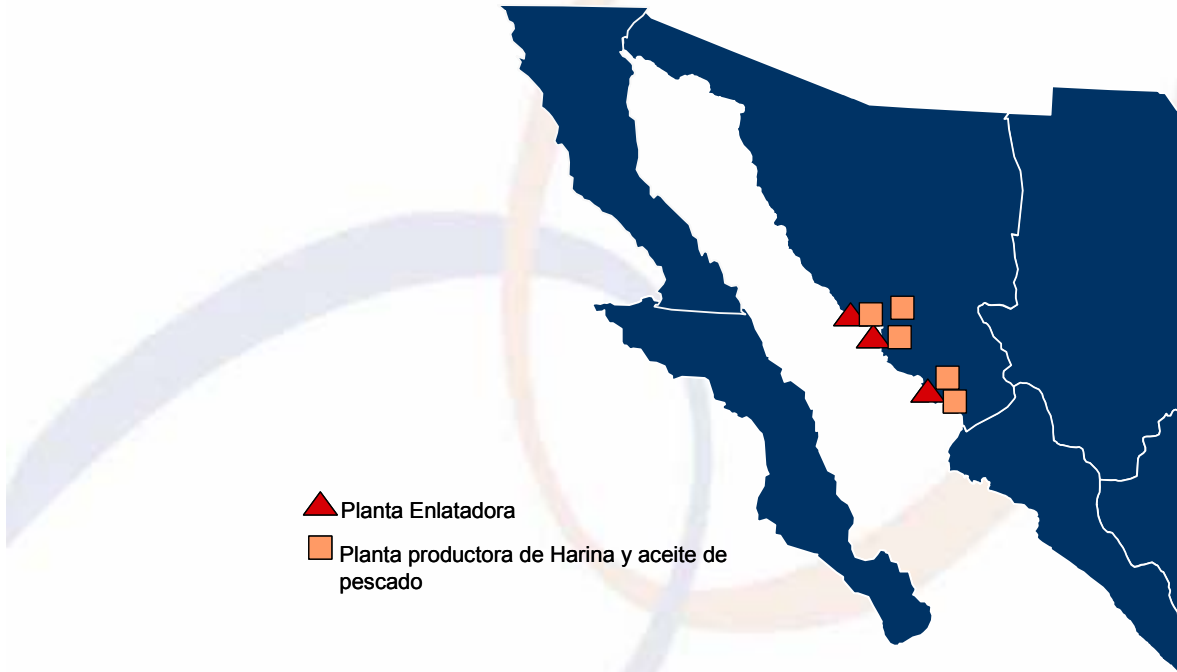 Planta Enlatadora
Planta productora de Harina y aceite de
pescado